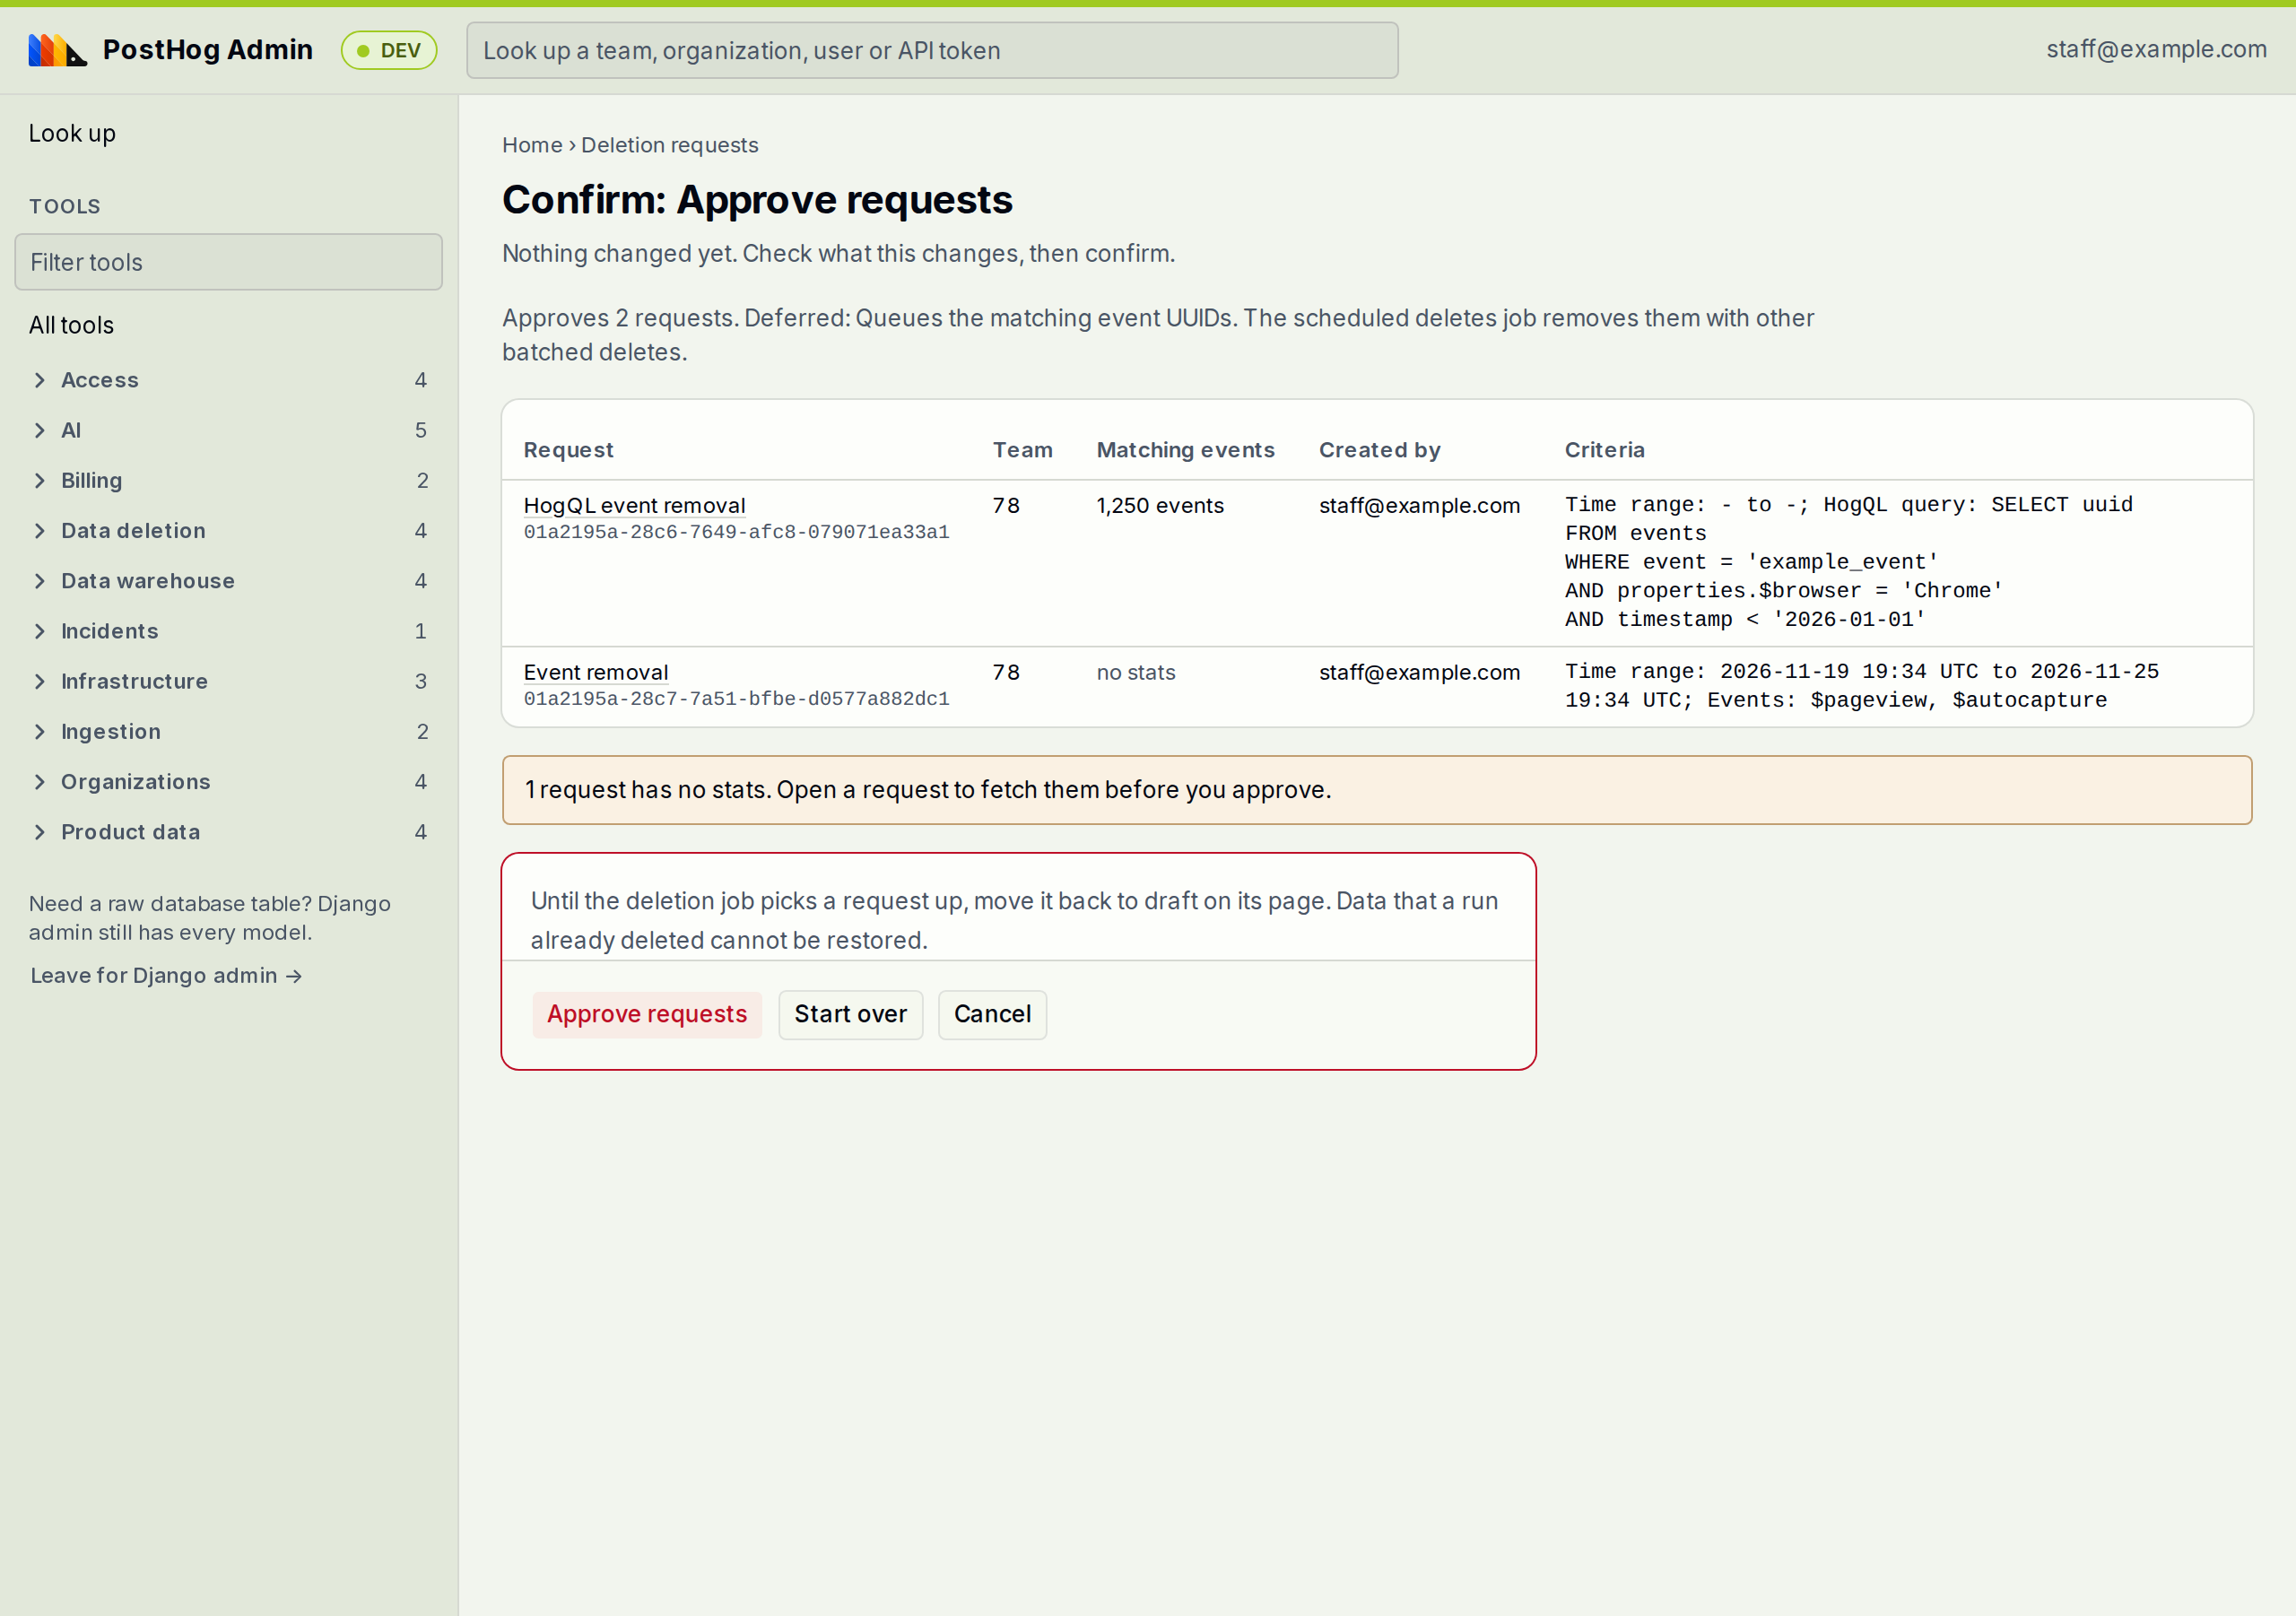 PostHog Admin
DEV
Look up a team, organization, user or API token
staff@example.com
Look up
TOOLS
Filter tools
All tools
Access 4
AI 5
Billing 2
Data deletion 4
Data warehouse 4
Incidents 1
Infrastructure 3
Ingestion 2
Organizations 4
Product data 4
Need a raw database table? Django
admin still has every model.
Leave for Django admin →
Home › Deletion requests
Confirm: Approve requests
Nothing changed yet. Check what this changes, then confirm.
Approves 2 requests. Deferred: Queues the matching event UUIDs. The scheduled deletes job removes them with other
batched deletes.
Request Team Matching events Created by Criteria
HogQL event removal 78 1,250 events staff@example.com Time range: - to -; HogQL query: SELECT uuid
01a2195a-28c6-7649-afc8-079071ea33a1
FROM events
WHERE event = 'example_event'
AND properties.$browser = 'Chrome'
AND timestamp < '2026-01-01'
Event removal 78 no stats staff@example.com Time range: 2026-11-19 19:34 UTC to 2026-11-25
01a2195a-28c7-7a51-bfbe-d0577a882dc1 19:34 UTC; Events: $pageview, $autocapture
1 request has no stats. Open a request to fetch them before you approve.
Until the deletion job picks a request up, move it back to draft on its page. Data that a run
already deleted cannot be restored.
Approve requests Start over Cancel